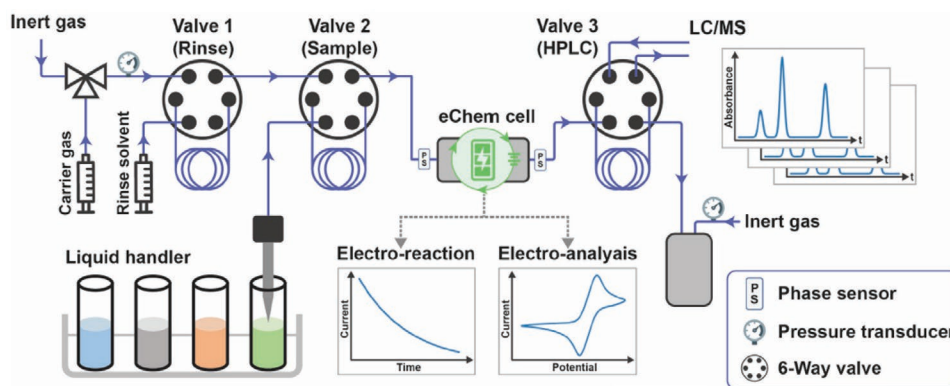 Inert gas
Valve 1
(Rinse)
Valve 2
(Sample)
Valve 3
(HPLC)
LC/MS
Absorbance
t
t
t
eChem cell
P
S
P
S
Carrier gas
Rinse solvent
Inert gas
Liquid handler
Electro-reaction
Electro-analyais
Current
Time
Current
Potential
P
S
Phase sensor
Pressure transducer
6-Way valve